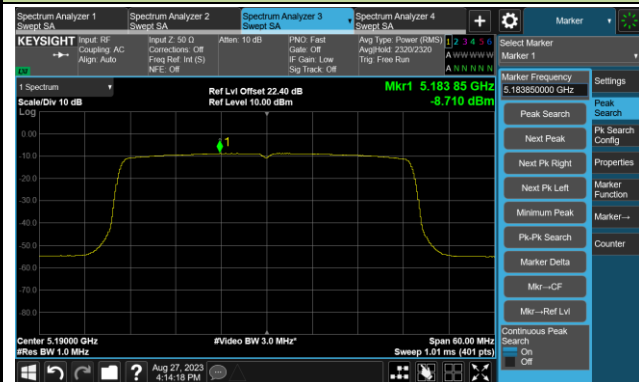 Spectrum Analyzer 1
Swept SA
Spectrum Analyzer 2
Swept SA
Spectrum Analyzer 3
Swept SA
Spectrum Analyzer 4
Swept SA
+
Marker
KEYSIGHT
Input: RF
Coupling: AC
Align: Auto
Input Z: 50 Ω
Corrections: Off
Freq Ref: Int (S)
NFE: Off
Atten: 10 dB
PNO: Fast
Gate: Off
IF Gain: Low
Sig Track: Off
Avg Type: Power (RMS)
Avg|Hold: 2320/2320
Trig: Free Run
1 2 3 4 5 6
A W W W W W
A N N N N N
LXI
Select Marker
Marker 1
1 Spectrum
Scale/Div 10 dB
Log
Ref Lvl Offset 22.40 dB
Ref Level 10.00 dBm
Mkr1 5.183 85 GHz
-8.710 dBm
1
0.00
-10.0
-20.0
-30.0
-40.0
-50.0
-60.0
-70.0
-80.0
Center 5.19000 GHz
#Res BW 1.0 MHz
#Video BW 3.0 MHz*
Span 60.00 MHz
Sweep 1.01 ms (401 pts)
Marker Frequency
5.183850000 GHz
Peak Search
Next Peak
Next Pk Right
Next Pk Left
Minimum Peak
Pk-Pk Search
Marker Delta
Mkr→CF
Mkr→Ref Lvl
Continuous Peak
Search
On
Off
Settings
Peak
Search
Pk Search
Config
Properties
Marker
Function
Marker→
Counter
Aug 27, 2023
4:14:18 PM